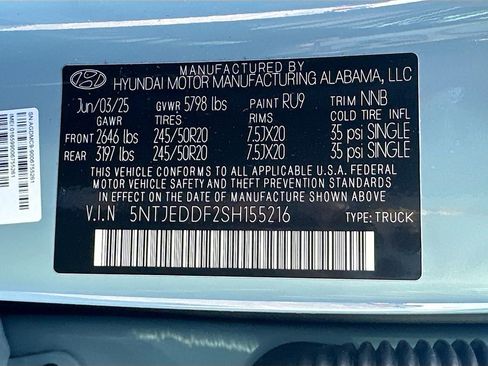 MANUFACTURED BY
HYUNDAI MOTOR MANUFACTURING ALABAMA, LLC
Jun/03/25 GVWR 5798 lbs PAINT RU9 TRIM NNB
GAWR TIRES RIMS COLD TIRE INFL
FRONT 2646 lbs 245/50R20 7.5JX20 35 psi SINGLE
REAR 3197 lbs 245/50R20 7.5JX20 35 psi SINGLE
THIS VEHICLE CONFORMS TO ALL APPLICABLE U.S.A. FEDERAL
MOTOR VEHICLE SAFETY AND THEFT PREVENTION STANDARDS
IN EFFECT ON THE DATE OF MANUFACTURE SHOWN ABOVE
V.I.N 5NTJEDDF2SH155216 TYPE: TRUCK